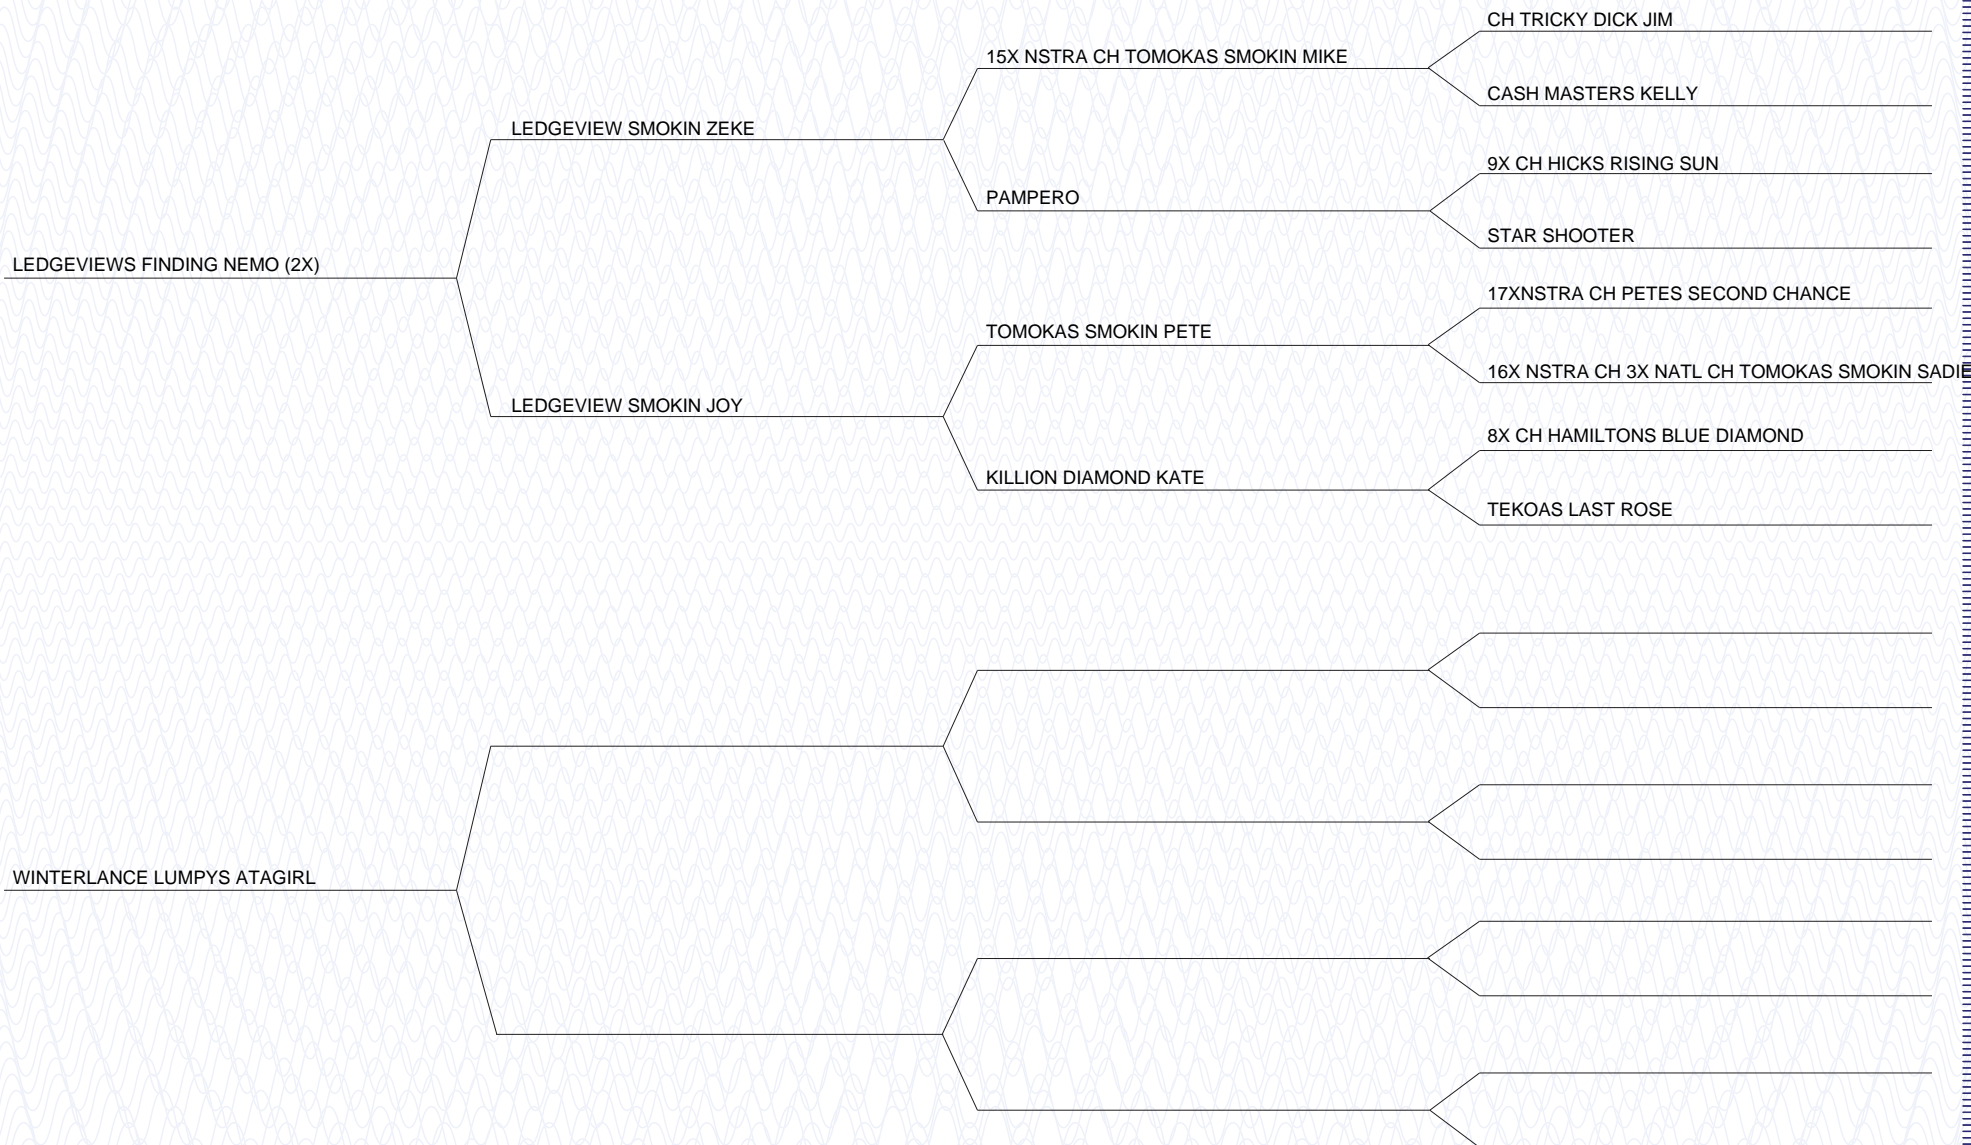 CH TRICKY DICK JIM
15X NSTRA CH TOMOKAS SMOKIN MIKE
CASH MASTERS KELLY
LEDGEVIEW SMOKIN ZEKE
9X CH HICKS RISING SUN
PAMPERO
STAR SHOOTER
LEDGEVIEWS FINDING NEMO (2X)
17XNSTRA CH PETES SECOND CHANCE
TOMOKAS SMOKIN PETE
16X NSTRA CH 3X NATL CH TOMOKAS SMOKIN SADIE
LEDGEVIEW SMOKIN JOY
8X CH HAMILTONS BLUE DIAMOND
KILLION DIAMOND KATE
TEKOAS LAST ROSE
WINTERLANCE LUMPYS ATAGIRL